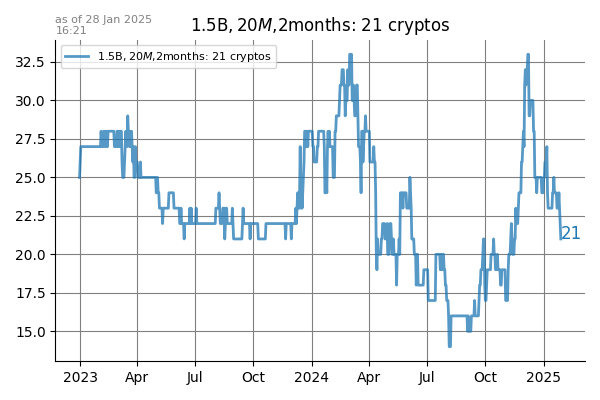 as of 28 Jan 2025
16:21
1.5B, 20M,2months: 21 cryptos
1.5B, 20M,2months: 21 cryptos
32.5
30.0
27.5
25.0
22.5
20.0
17.5
15.0
21
2023
Apr
Jul
Oct
2024
Apr
Jul
Oct
2025